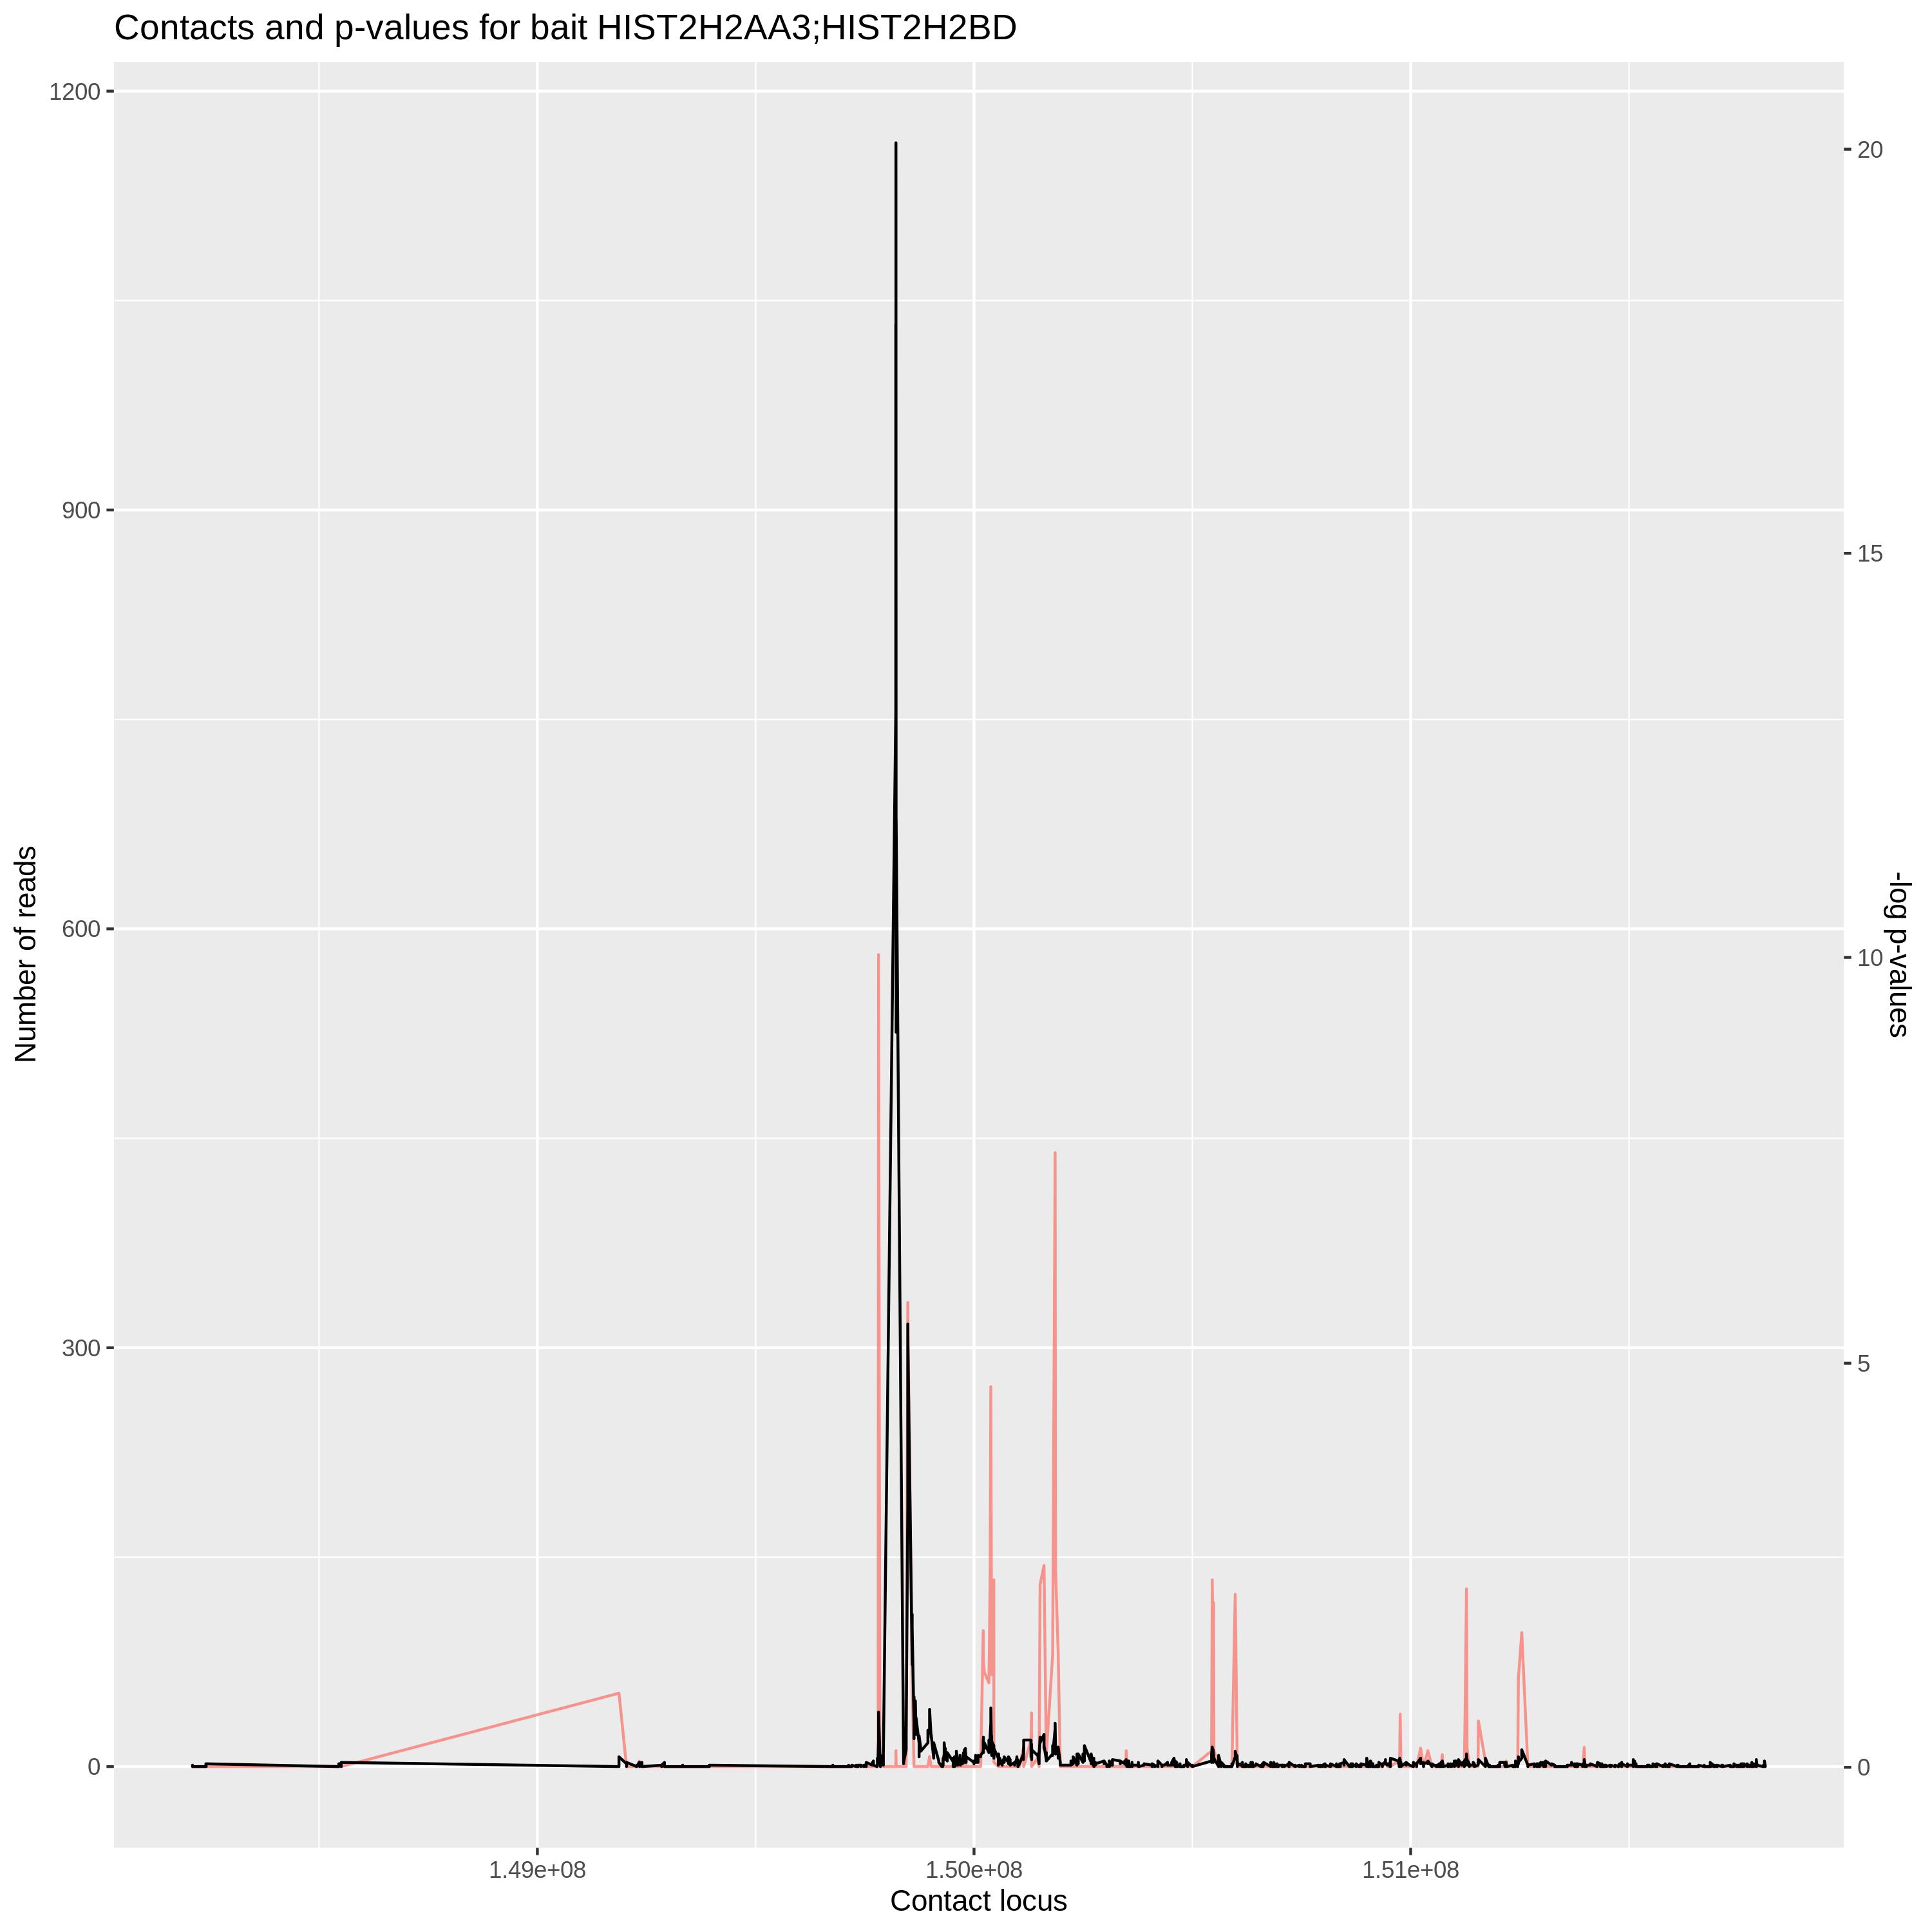 Contacts and p-values for bait HIST2H2AA3;HIST2H2BD
1200
900
600
300
0
Number of reads
20
15
10
5
0
-log p-values
1.49e+08
1.50e+08
1.51e+08
Contact locus